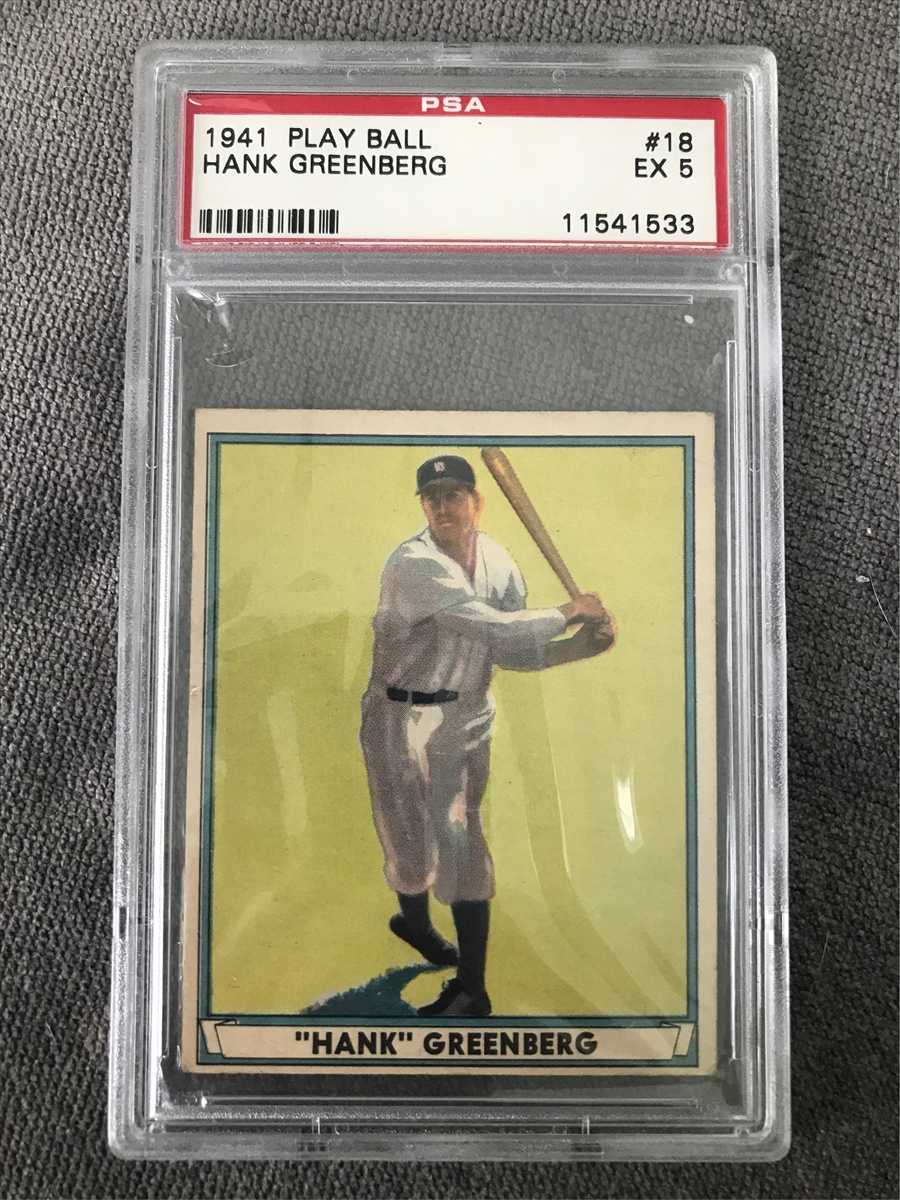 PSA
1941 PLAY BALL #18
HANK GREENBERG EX 5
11541533
"HANK" GREENBERG